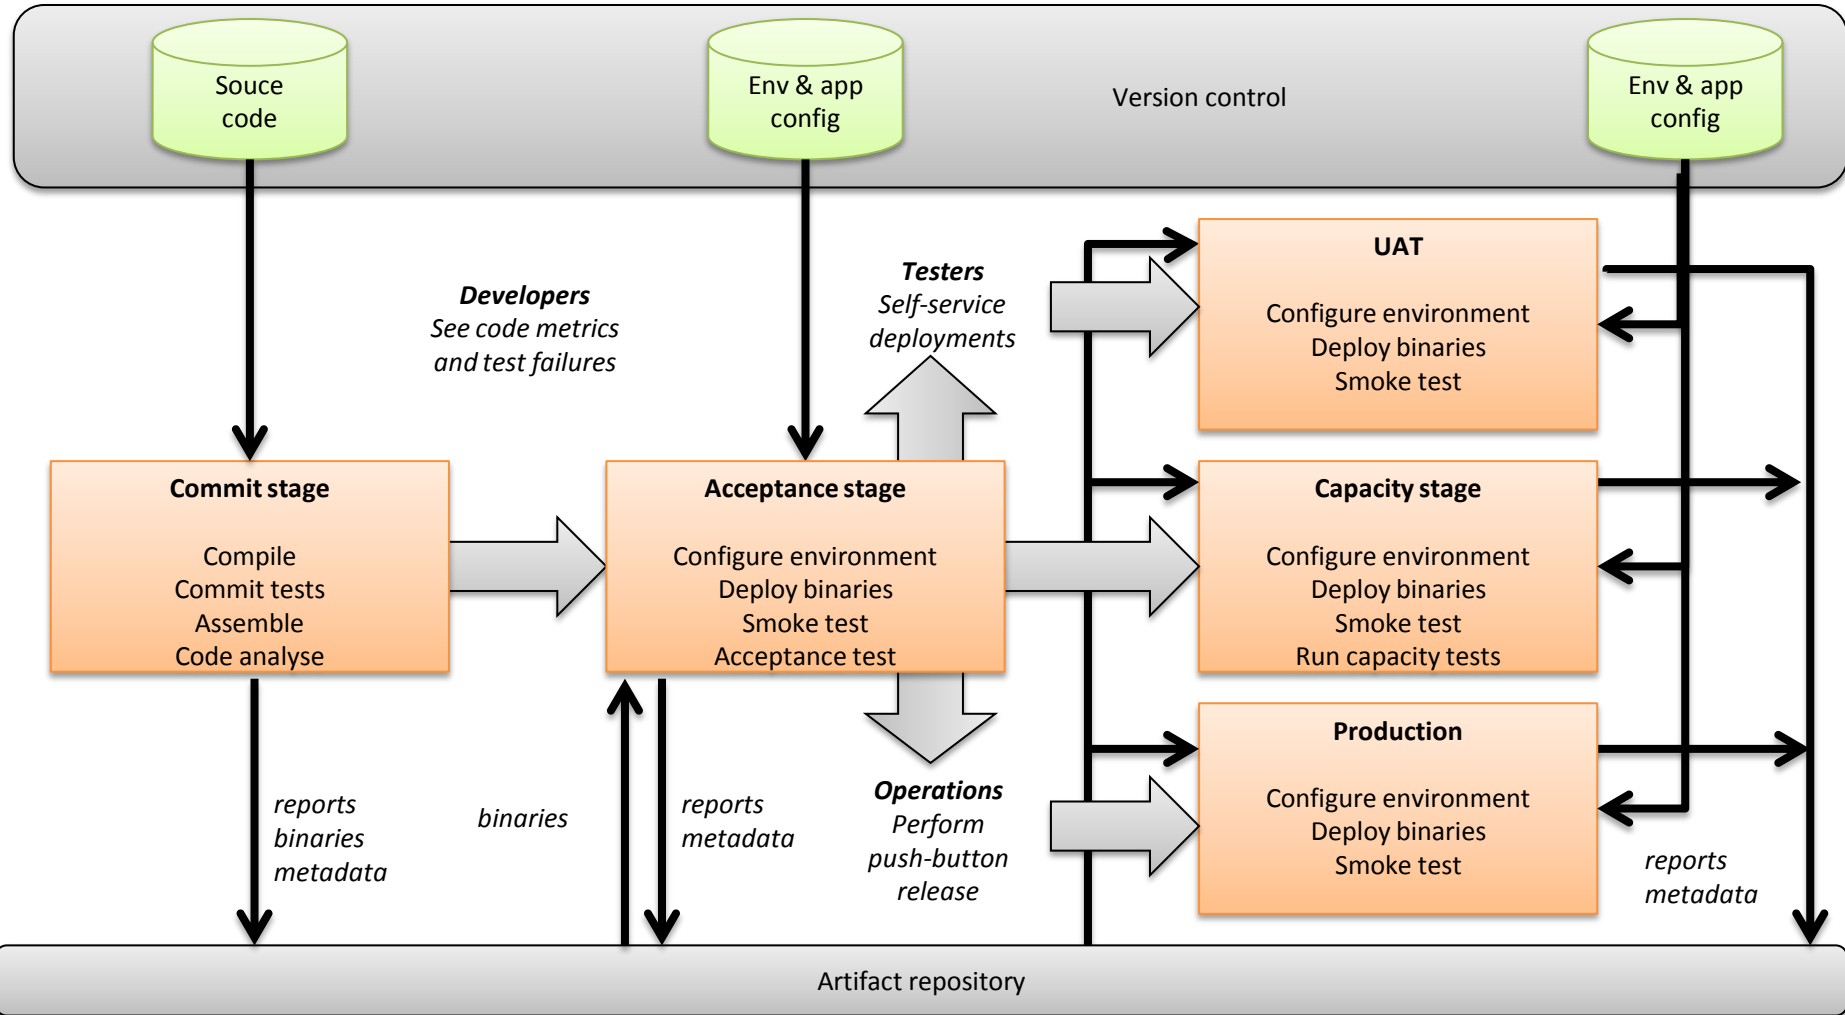 Souce
code
Env & app
config
Version control
Env & app
config
Developers
See code metrics
and test failures
Testers
Self-service
deployments
UAT
Configure environment
Deploy binaries
Smoke test
Commit stage
Compile
Commit tests
Assemble
Code analyse
Acceptance stage
Configure environment
Deploy binaries
Smoke test
Acceptance test
Capacity stage
Configure environment
Deploy binaries
Smoke test
Run capacity tests
reports
binaries
metadata
binaries
reports
metadata
Operations
Perform
push-button
release
Production
Configure environment
Deploy binaries
Smoke test
reports
metadata
Artifact repository